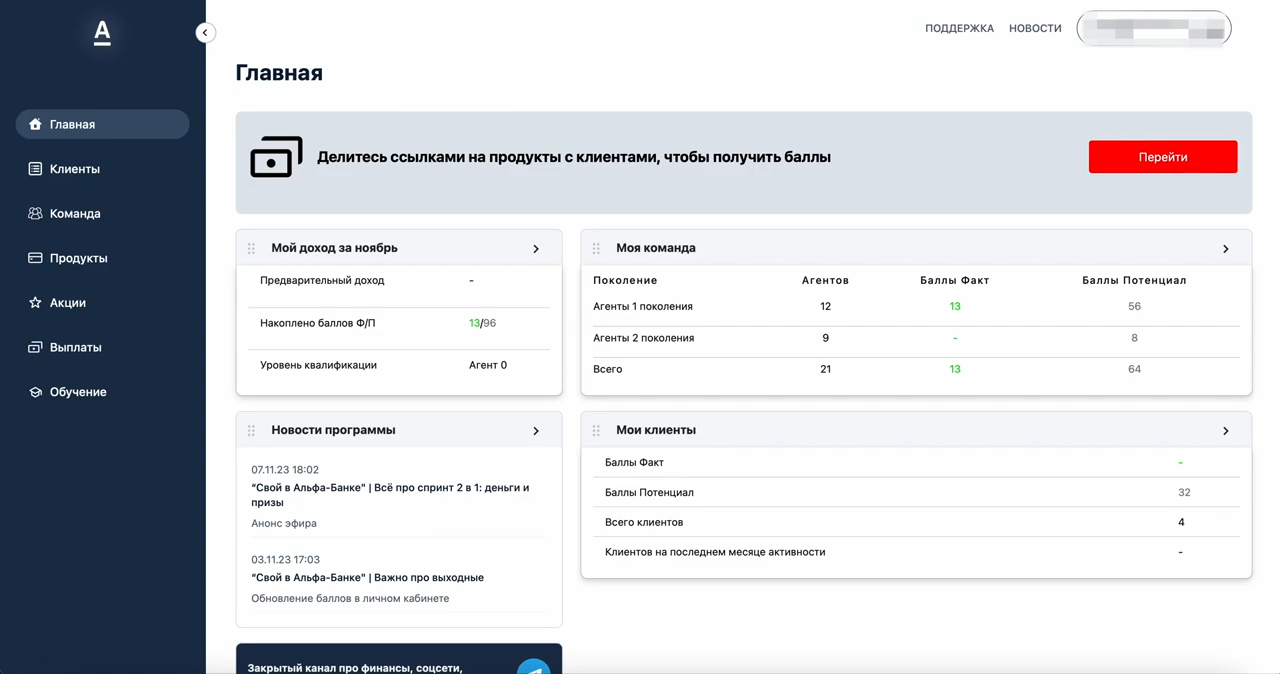 А
ПОДДЕРЖКА НОВОСТИ
Главная
Главная
Клиенты
Команда
Продукты
Акции
Выплаты
Обучение
Делитесь ссылками на продукты с клиентами, чтобы получить баллы
Перейти
Мой доход за ноябрь
Предварительный доход -
Накоплено баллов Ф/П 13/96
Уровень квалификации Агент 0
Моя команда
Поколение Агентов Баллы Факт Баллы Потенциал
Агенты 1 поколения 12 13 56
Агенты 2 поколения 9 - 8
Всего 21 13 64
Новости программы
07.11.23 18:02
"Свой в Альфа-Банке" | Всё про спринт 2 в 1: деньги и
призы
Анонс эфира
03.11.23 17:03
"Свой в Альфа-Банке" | Важно про выходные
Обновление баллов в личном кабинете
Мои клиенты
Баллы Факт -
Баллы Потенциал 32
Всего клиентов 4
Клиентов на последнем месяце активности -
Закрытый канал про финансы, соцсети,